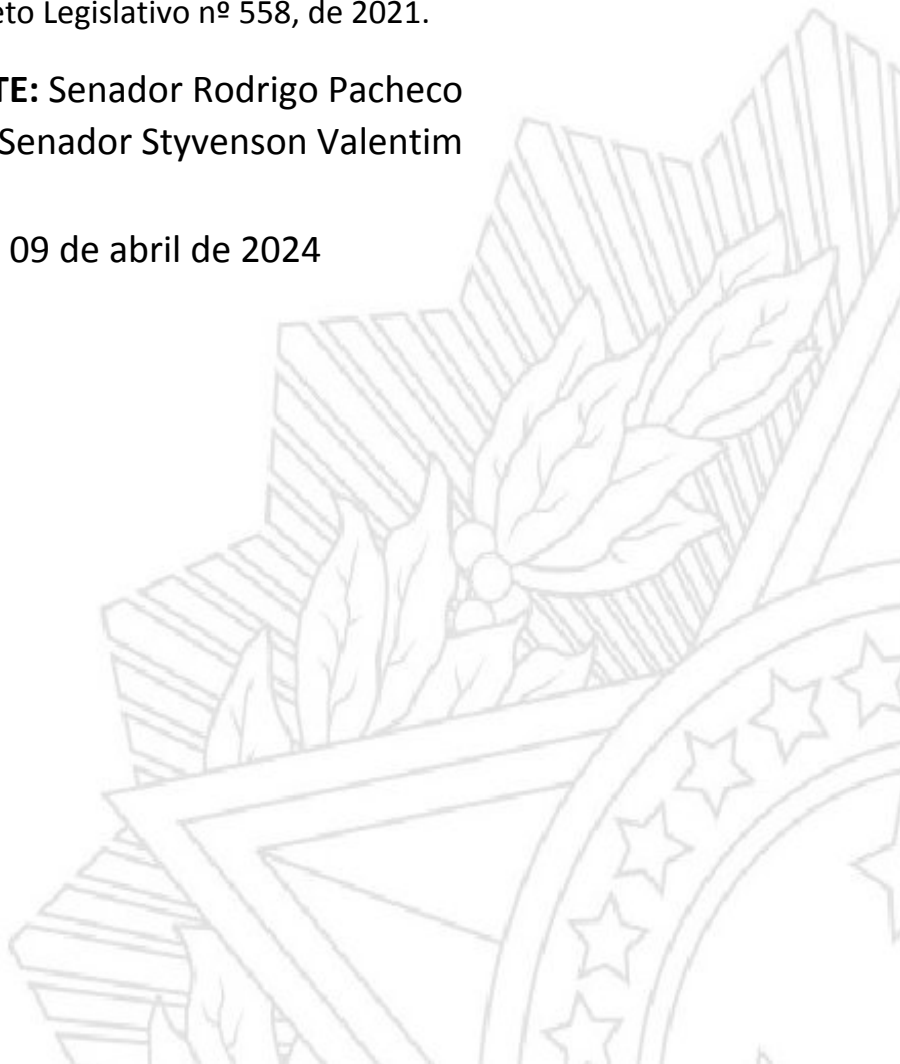 eto Legislativo nº 558, de 2021.
TE: Senador Rodrigo Pacheco
Senador Styvenson Valentim
09 de abril de 2024